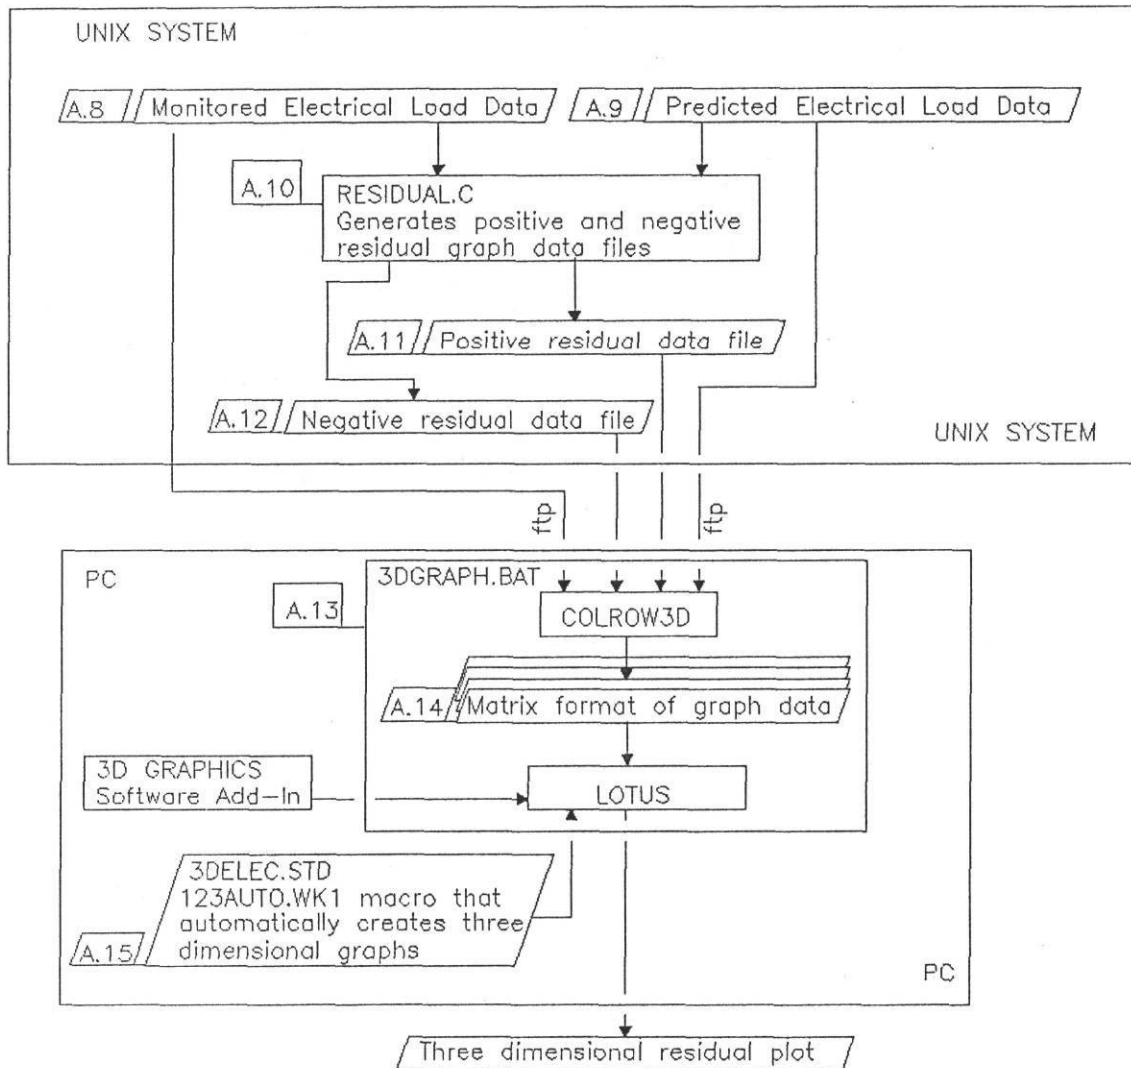 UNIX SYSTEM
A.8 Monitored Electrical Load Data
A.9 Predicted Electrical Load Data
A.10
RESIDUAL.C
Generates positive and negative
residual graph data files
A.11 Positive residual data file
A.12 Negative residual data file
UNIX SYSTEM
ftp
ftp
PC
3DGRAPH.BAT
A.13
COLROW3D
A.14 Matrix format of graph data
3D GRAPHICS
Software Add-In
LOTUS
3DELEC.STD
123AUTO.WK1 macro that
automatically creates three
dimensional graphs
A.15
PC
Three dimensional residual plot